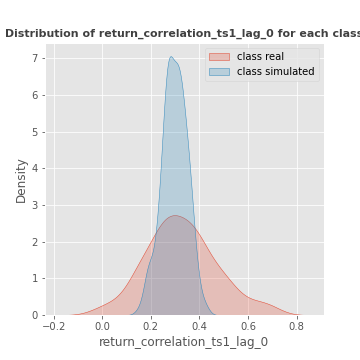 Distribution of return_correlation_ts1_lag_0 for each class
class real
class simulated
7
6
5
4
3
2
1
0
Density
−0.2 0.0 0.2 0.4 0.6 0.8
return_correlation_ts1_lag_0